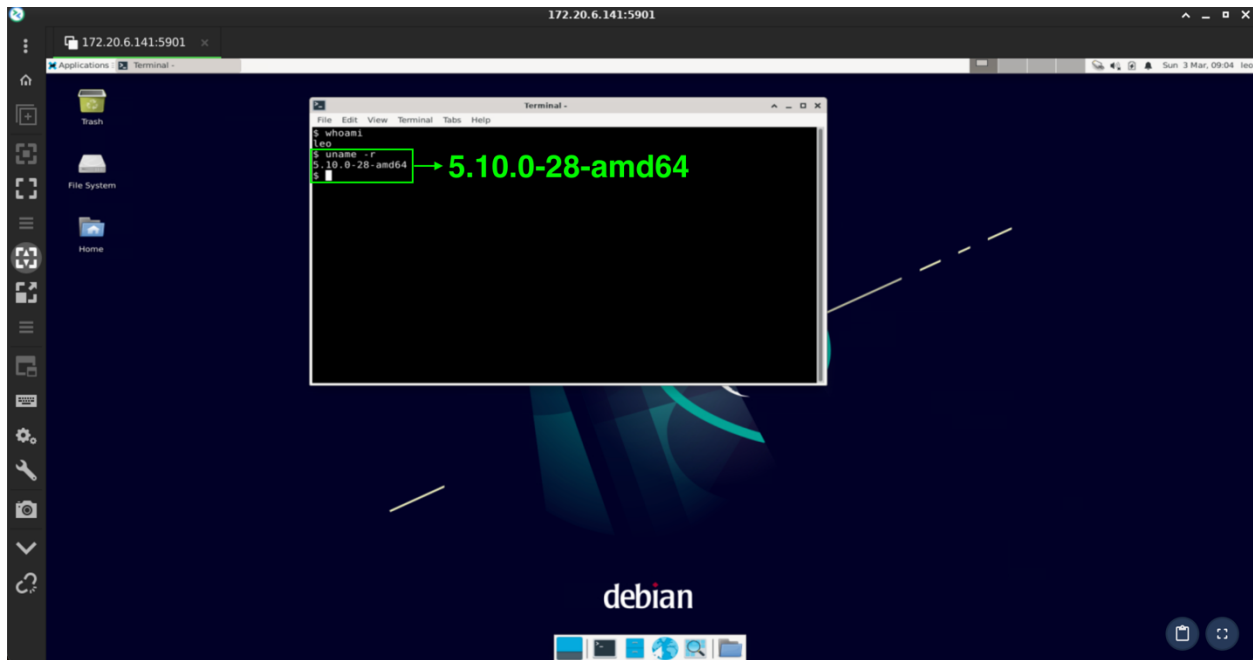 172.20.6.141:5901
172.20.6.141:5901
Applications
Terminal -
Sun 3 Mar, 09:04 leo
Trash
File System
Home
Terminal -
File Edit View Terminal Tabs Help
$ whoami
leo
$ uname -r
5.10.0-28-amd64
$
5.10.0-28-amd64
debian